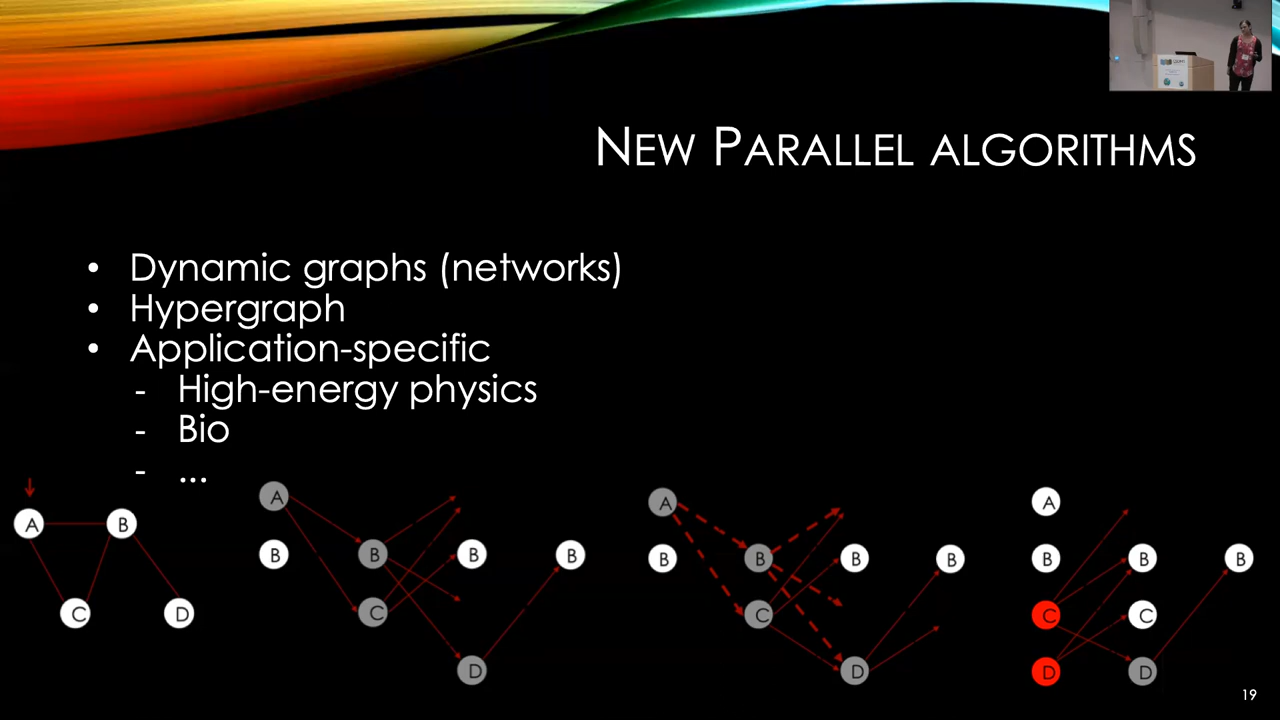 NEW PARALLEL ALGORITHMS
• Dynamic graphs (networks)
• Hypergraph
• Application-specific
- High-energy physics
- Bio
- ...
A B
C D
A
B B B B
C
D
A
B B B B
C
D
A
B B B
C C
D D
19